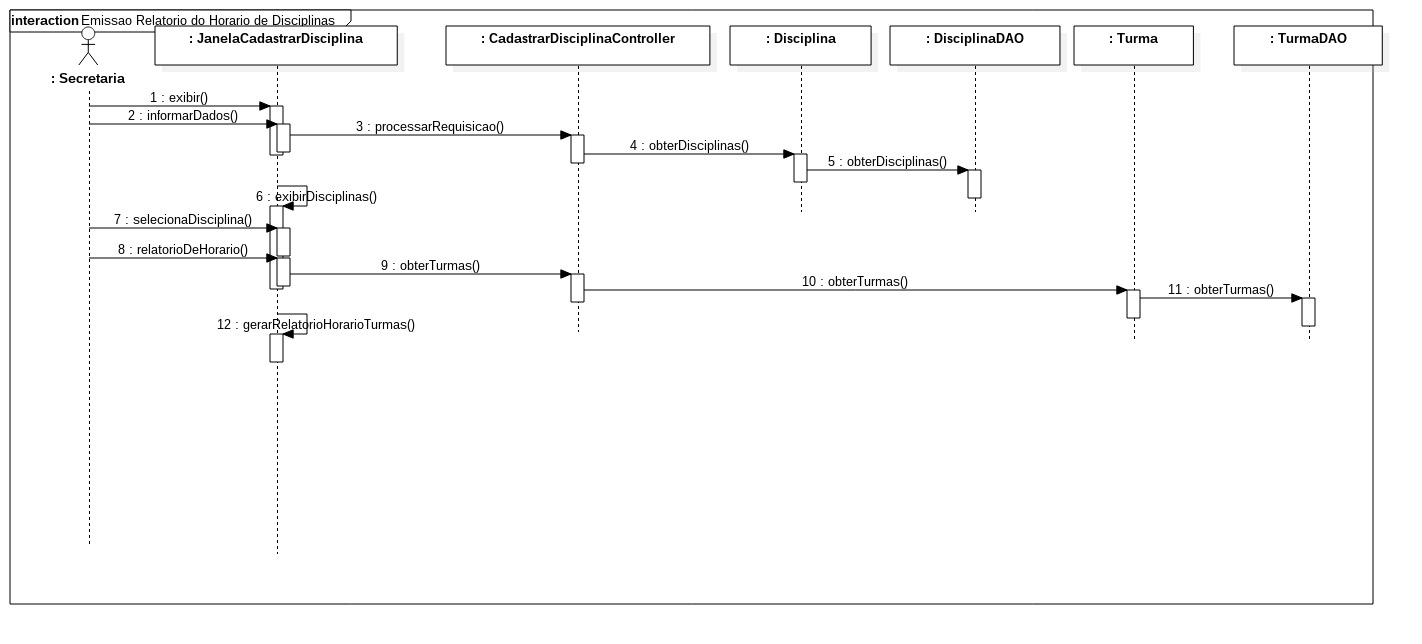 interaction Emissao Relatorio do Horario de Disciplinas
: Secretaria
: JanelaCadastrarDisciplina
: CadastrarDisciplinaController
: Disciplina
: DisciplinaDAO
: Turma
: TurmaDAO
1 : exibir()
2 : informarDados()
3 : processarRequisicao()
4 : obterDisciplinas()
5 : obterDisciplinas()
6 : exibirDisciplinas()
7 : selecionaDisciplina()
8 : relatorioDeHorario()
9 : obterTurmas()
10 : obterTurmas()
11 : obterTurmas()
12 : gerarRelatorioHorarioTurmas()